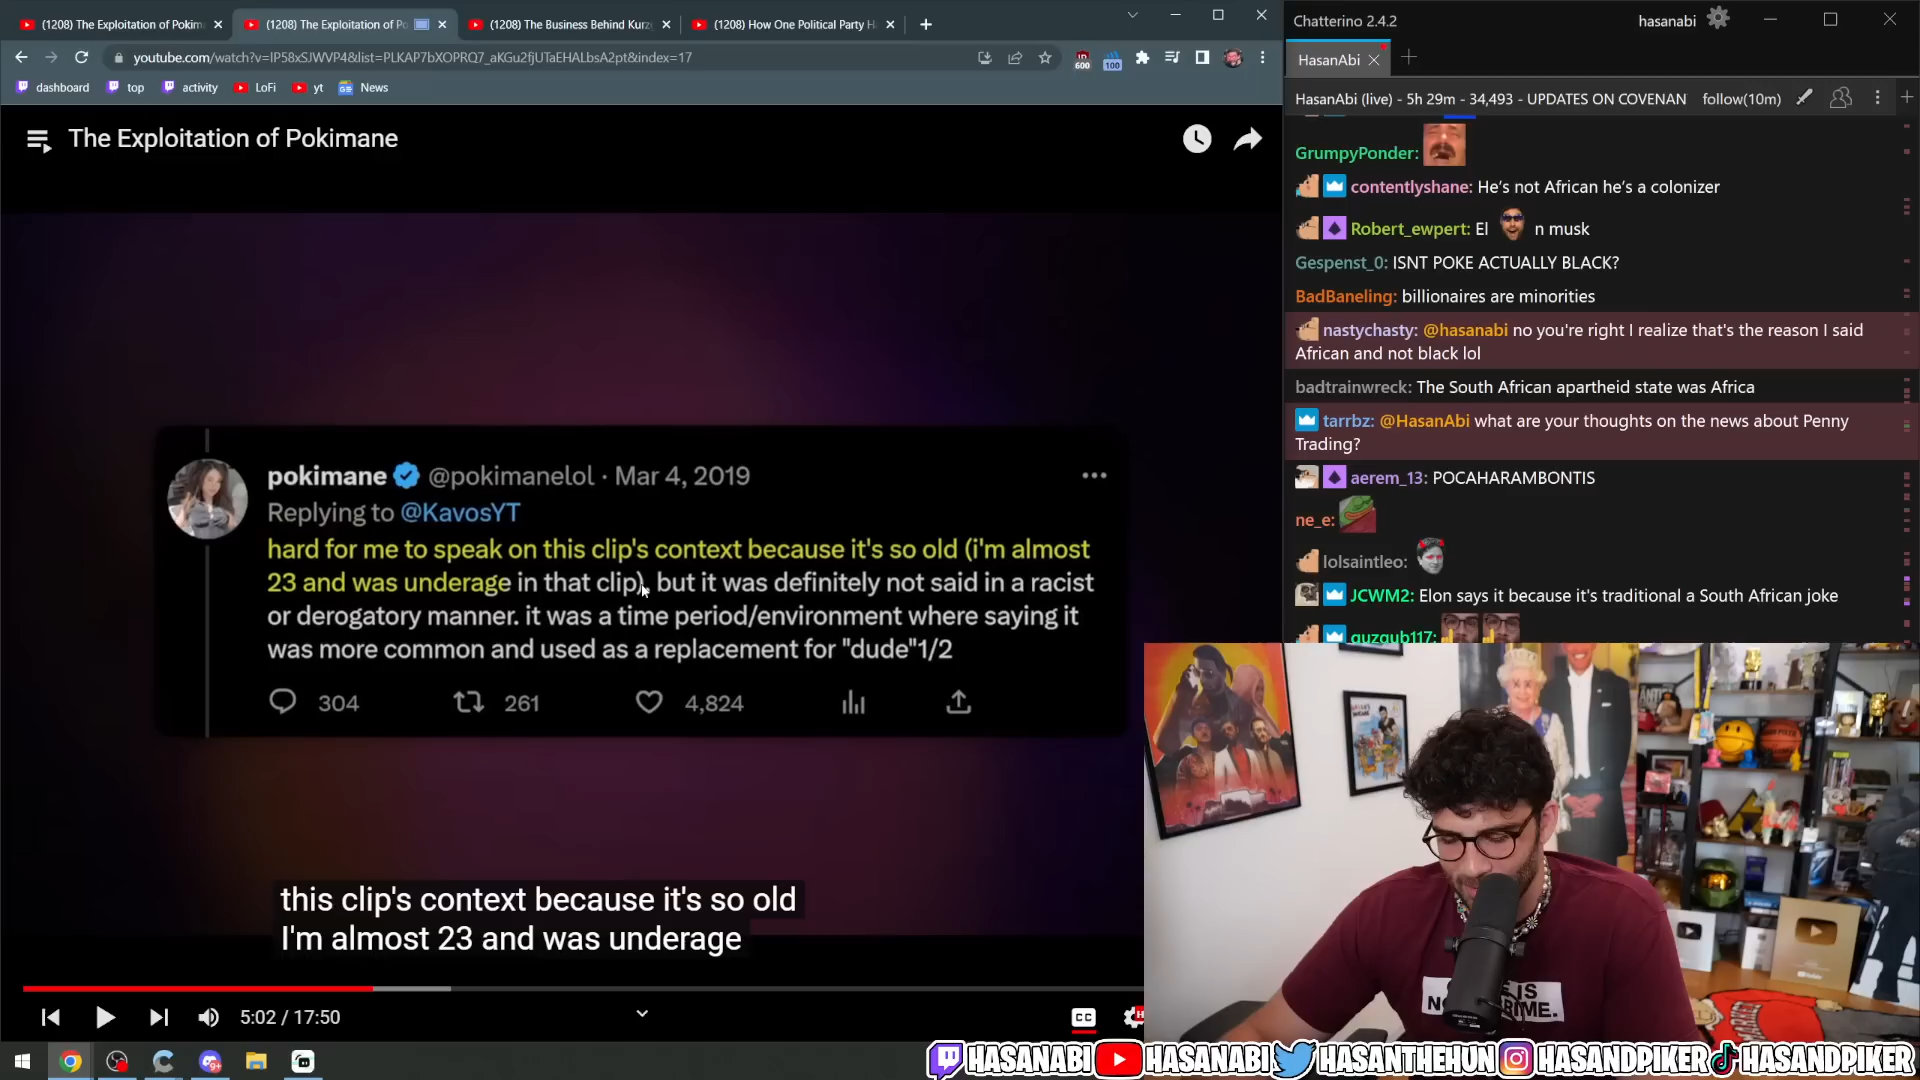 (1208) The Exploitation of Pokim
(1208) The Exploitation of Po
(1208) The Business Behind Kurz
(1208) How One Political Party H
youtube.com/watch?v=IP58xSJWVP4&list=PLKAP7bXOPRQ7_aKGu2fjUTaEHALbsA2pt&index=17
600
100
dashboard
top
activity
LoFi
yt
News
The Exploitation of Pokimane
pokimane @pokimanelol · Mar 4, 2019
Replying to @KavosYT
hard for me to speak on this clip's context because it's so old (i'm almost
23 and was underage in that clip), but it was definitely not said in a racist
or derogatory manner. it was a time period/environment where saying it
was more common and used as a replacement for "dude"1/2
304
261
4,824
this clip's context because it's so old
I'm almost 23 and was underage
5:02 / 17:50
CC
Chatterino 2.4.2
hasanabi
HasanAbi
HasanAbi (live) - 5h 29m - 34,493 - UPDATES ON COVENAN
follow(10m)
GrumpyPonder:
contentlyshane: He's not African he's a colonizer
Robert_ewpert: El n musk
Gespenst_0: ISNT POKE ACTUALLY BLACK?
BadBaneling: billionaires are minorities
nastychasty: @hasanabi no you're right I realize that's the reason I said
African and not black lol
badtrainwreck: The South African apartheid state was Africa
tarrbz: @HasanAbi what are your thoughts on the news about Penny
Trading?
aerem_13: POCAHARAMBONTIS
ne_e:
lolsaintleo:
JCWM2: Elon says it because it's traditional a South African joke
guzgub117:
HASANABI
HASANABI
HASANTHEHUN
HASANDPIKER
HASANDPIKER